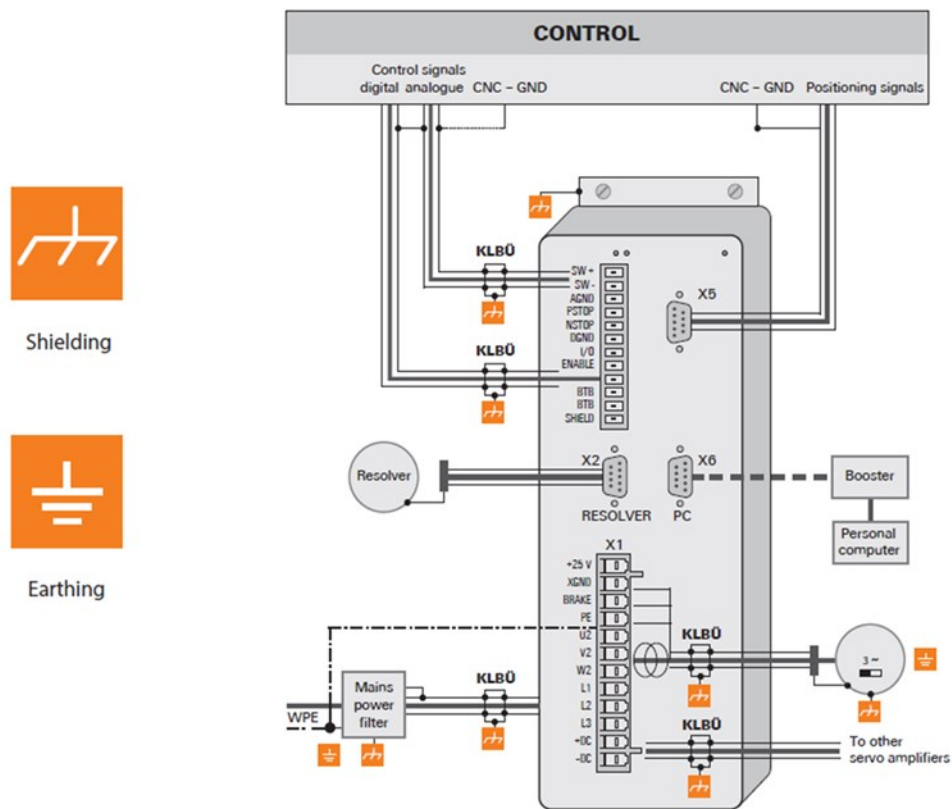 CONTROL
Control signals
digital analogue CNC – GND
CNC – GND Positioning signals
Shielding
Earthing
KLBÜ
KLBÜ
SW +
SW -
AGND
PSTOP
NSTOP
DGND
I/O
ENABLE
BTB
BTB
SHIELD
X5
Resolver
X2
RESOLVER
X6
PC
Booster
Personal
computer
X1
+25 V
XGND
BRAKE
PE
U2
V2
W2
L1
L2
L3
+DC
-DC
KLBÜ
3 ~
Mains
power
filter
WPE
KLBÜ
KLBÜ
To other
servo amplifiers